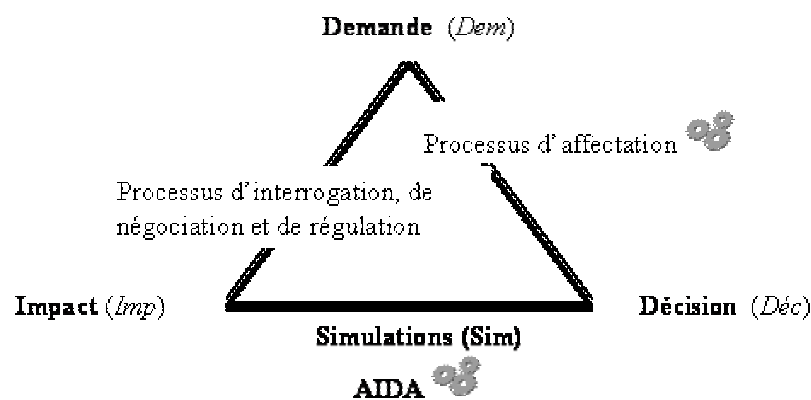 Demande (Dem)
Processus d'affectation
Processus d'interrogation, de
négociation et de régulation
Impact (Imp)
Décision (Déc)
Simulations (Sim)
AIDA